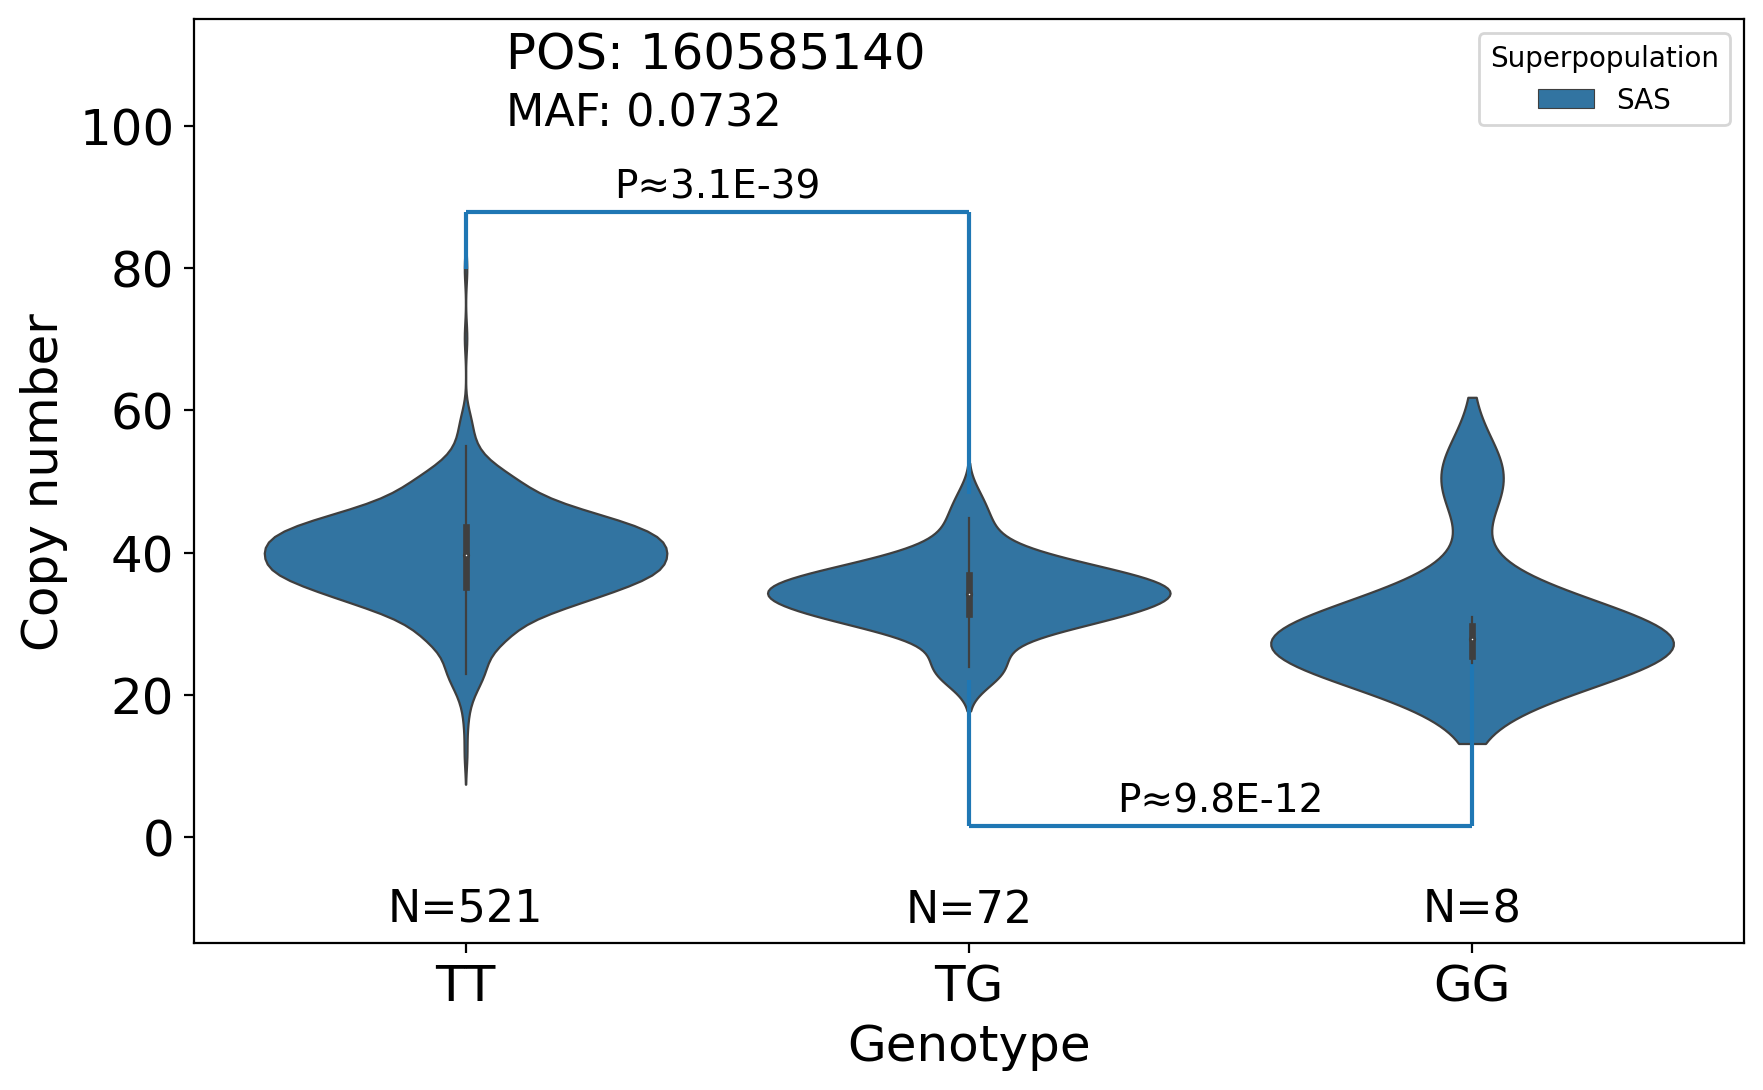 POS: 160585140
MAF: 0.0732
Superpopulation
SAS
P≈3.1E-39
100
80
60
40
20
0
Copy number
P≈9.8E-12
N=521
N=72
N=8
TT
TG
GG
Genotype